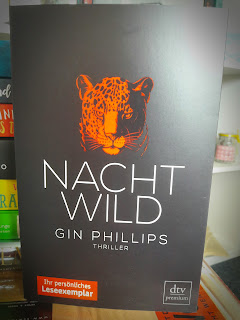 NACHT
WILD
GIN PHILLIPS
THRILLER
Ihr persönliches
Leseexemplar
dtv
premium